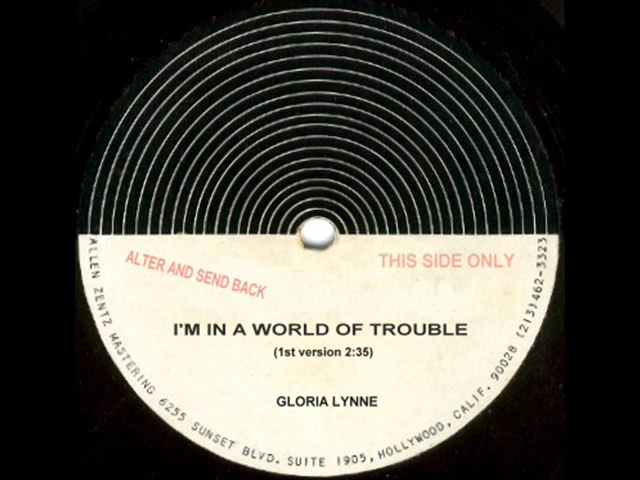 ALTER AND SEND BACK
THIS SIDE ONLY
I'M IN A WORLD OF TROUBLE
(1st version 2:35)
GLORIA LYNNE
ALLEN ZENTZ MASTERING 6255 SUNSET BLVD. SUITE 1905, HOLLYWOOD, CALIF. 90028 (213)462-3323